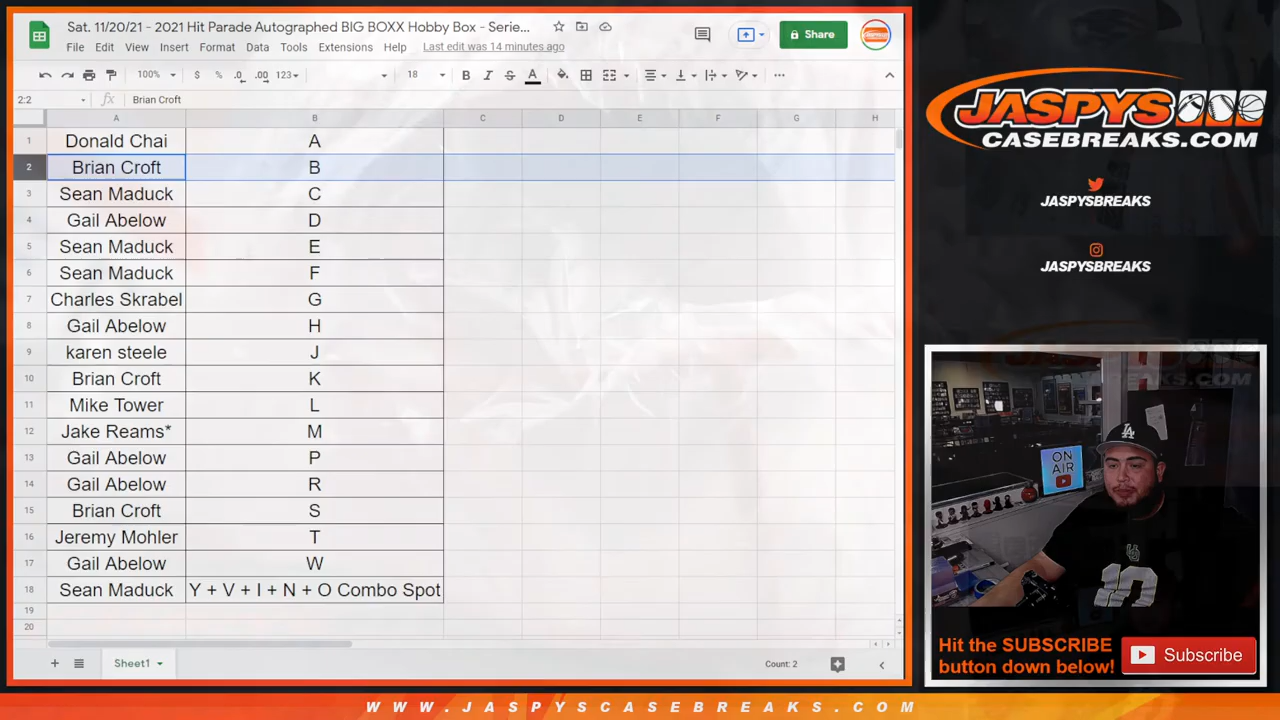 Sat. 11/20/21 - 2021 Hit Parade Autographed BIG BOXX Hobby Box - Serie...
File Edit View Insert Format Data Tools Extensions Help Last edit was 14 minutes ago
Share
100% $ % .0 .00 123 18 B I S A
2:2 fx Brian Croft
A B C D E F G H
1 Donald Chai A
2 Brian Croft B
3 Sean Maduck C
4 Gail Abelow D
5 Sean Maduck E
6 Sean Maduck F
7 Charles Skrabel G
8 Gail Abelow H
9 karen steele J
10 Brian Croft K
11 Mike Tower L
12 Jake Reams* M
13 Gail Abelow P
14 Gail Abelow R
15 Brian Croft S
16 Jeremy Mohler T
17 Gail Abelow W
18 Sean Maduck Y + V + I + N + O Combo Spot
19
20
Sheet1 Count: 2
JASPYS
CASEBREAKS.COM
JASPYSBREAKS
JASPYSBREAKS
LA
ON
AIR
10
Hit the SUBSCRIBE
button down below!
Subscribe
WWW.JASPYSCASEBREAKS.COM